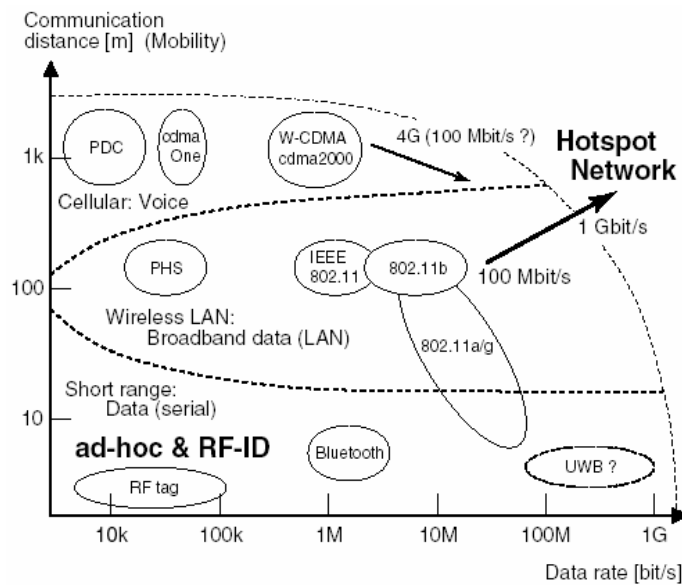 Communication
distance [m] (Mobility)
PDC
cdma
One
W-CDMA
cdma2000
4G (100 Mbit/s ?)
Hotspot
Network
1k
Cellular: Voice
1 Gbit/s
PHS
IEEE
802.11
802.11b
100 Mbit/s
100
Wireless LAN:
Broadband data (LAN)
802.11a/g
Short range:
Data (serial)
10
ad-hoc & RF-ID
Bluetooth
UWB ?
RF tag
10k
100k
1M
10M
100M
1G
Data rate [bit/s]